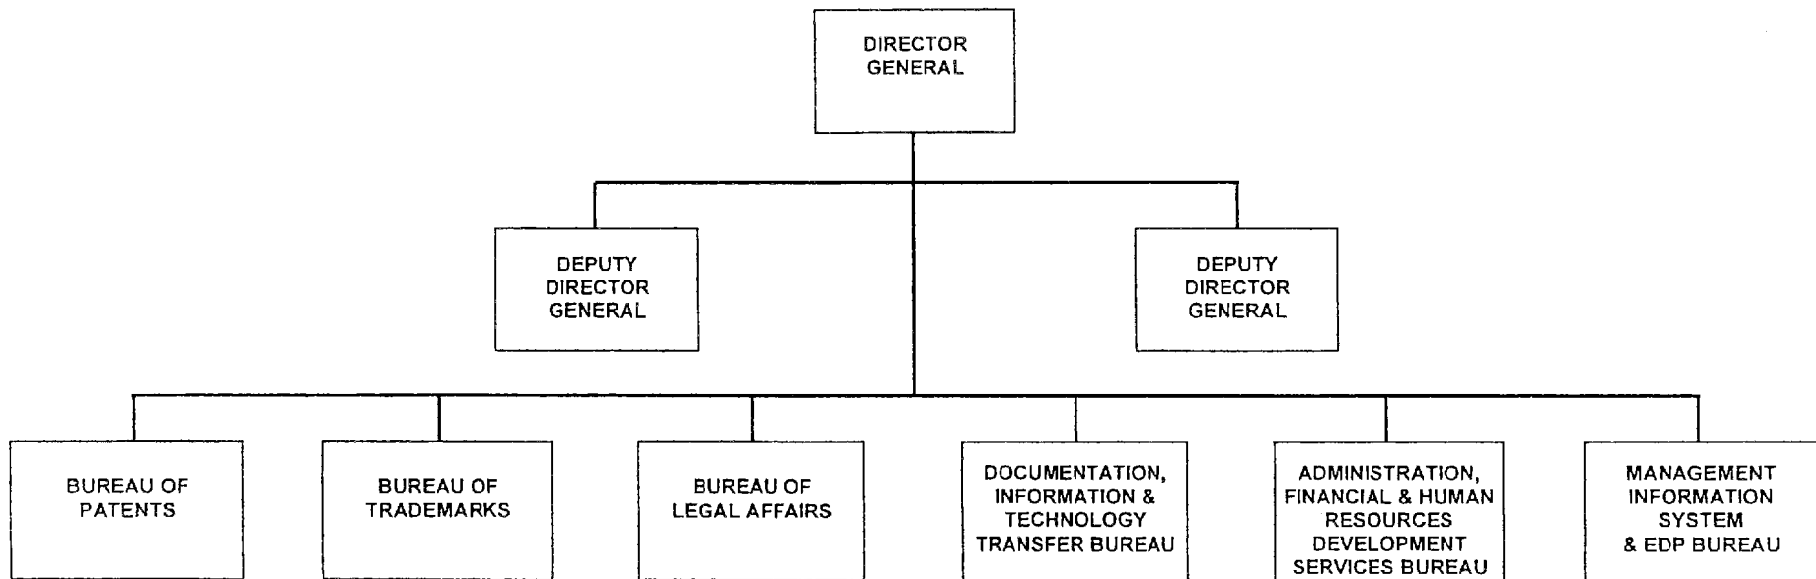 DIRECTOR
GENERAL
DEPUTY
DIRECTOR
GENERAL
DEPUTY
DIRECTOR
GENERAL
BUREAU OF
PATENTS
BUREAU OF
TRADEMARKS
BUREAU OF
LEGAL AFFAIRS
DOCUMENTATION,
INFORMATION &
TECHNOLOGY
TRANSFER BUREAU
ADMINISTRATION,
FINANCIAL & HUMAN
RESOURCES
DEVELOPMENT
SERVICES BUREAU
MANAGEMENT
INFORMATION
SYSTEM
& EDP BUREAU